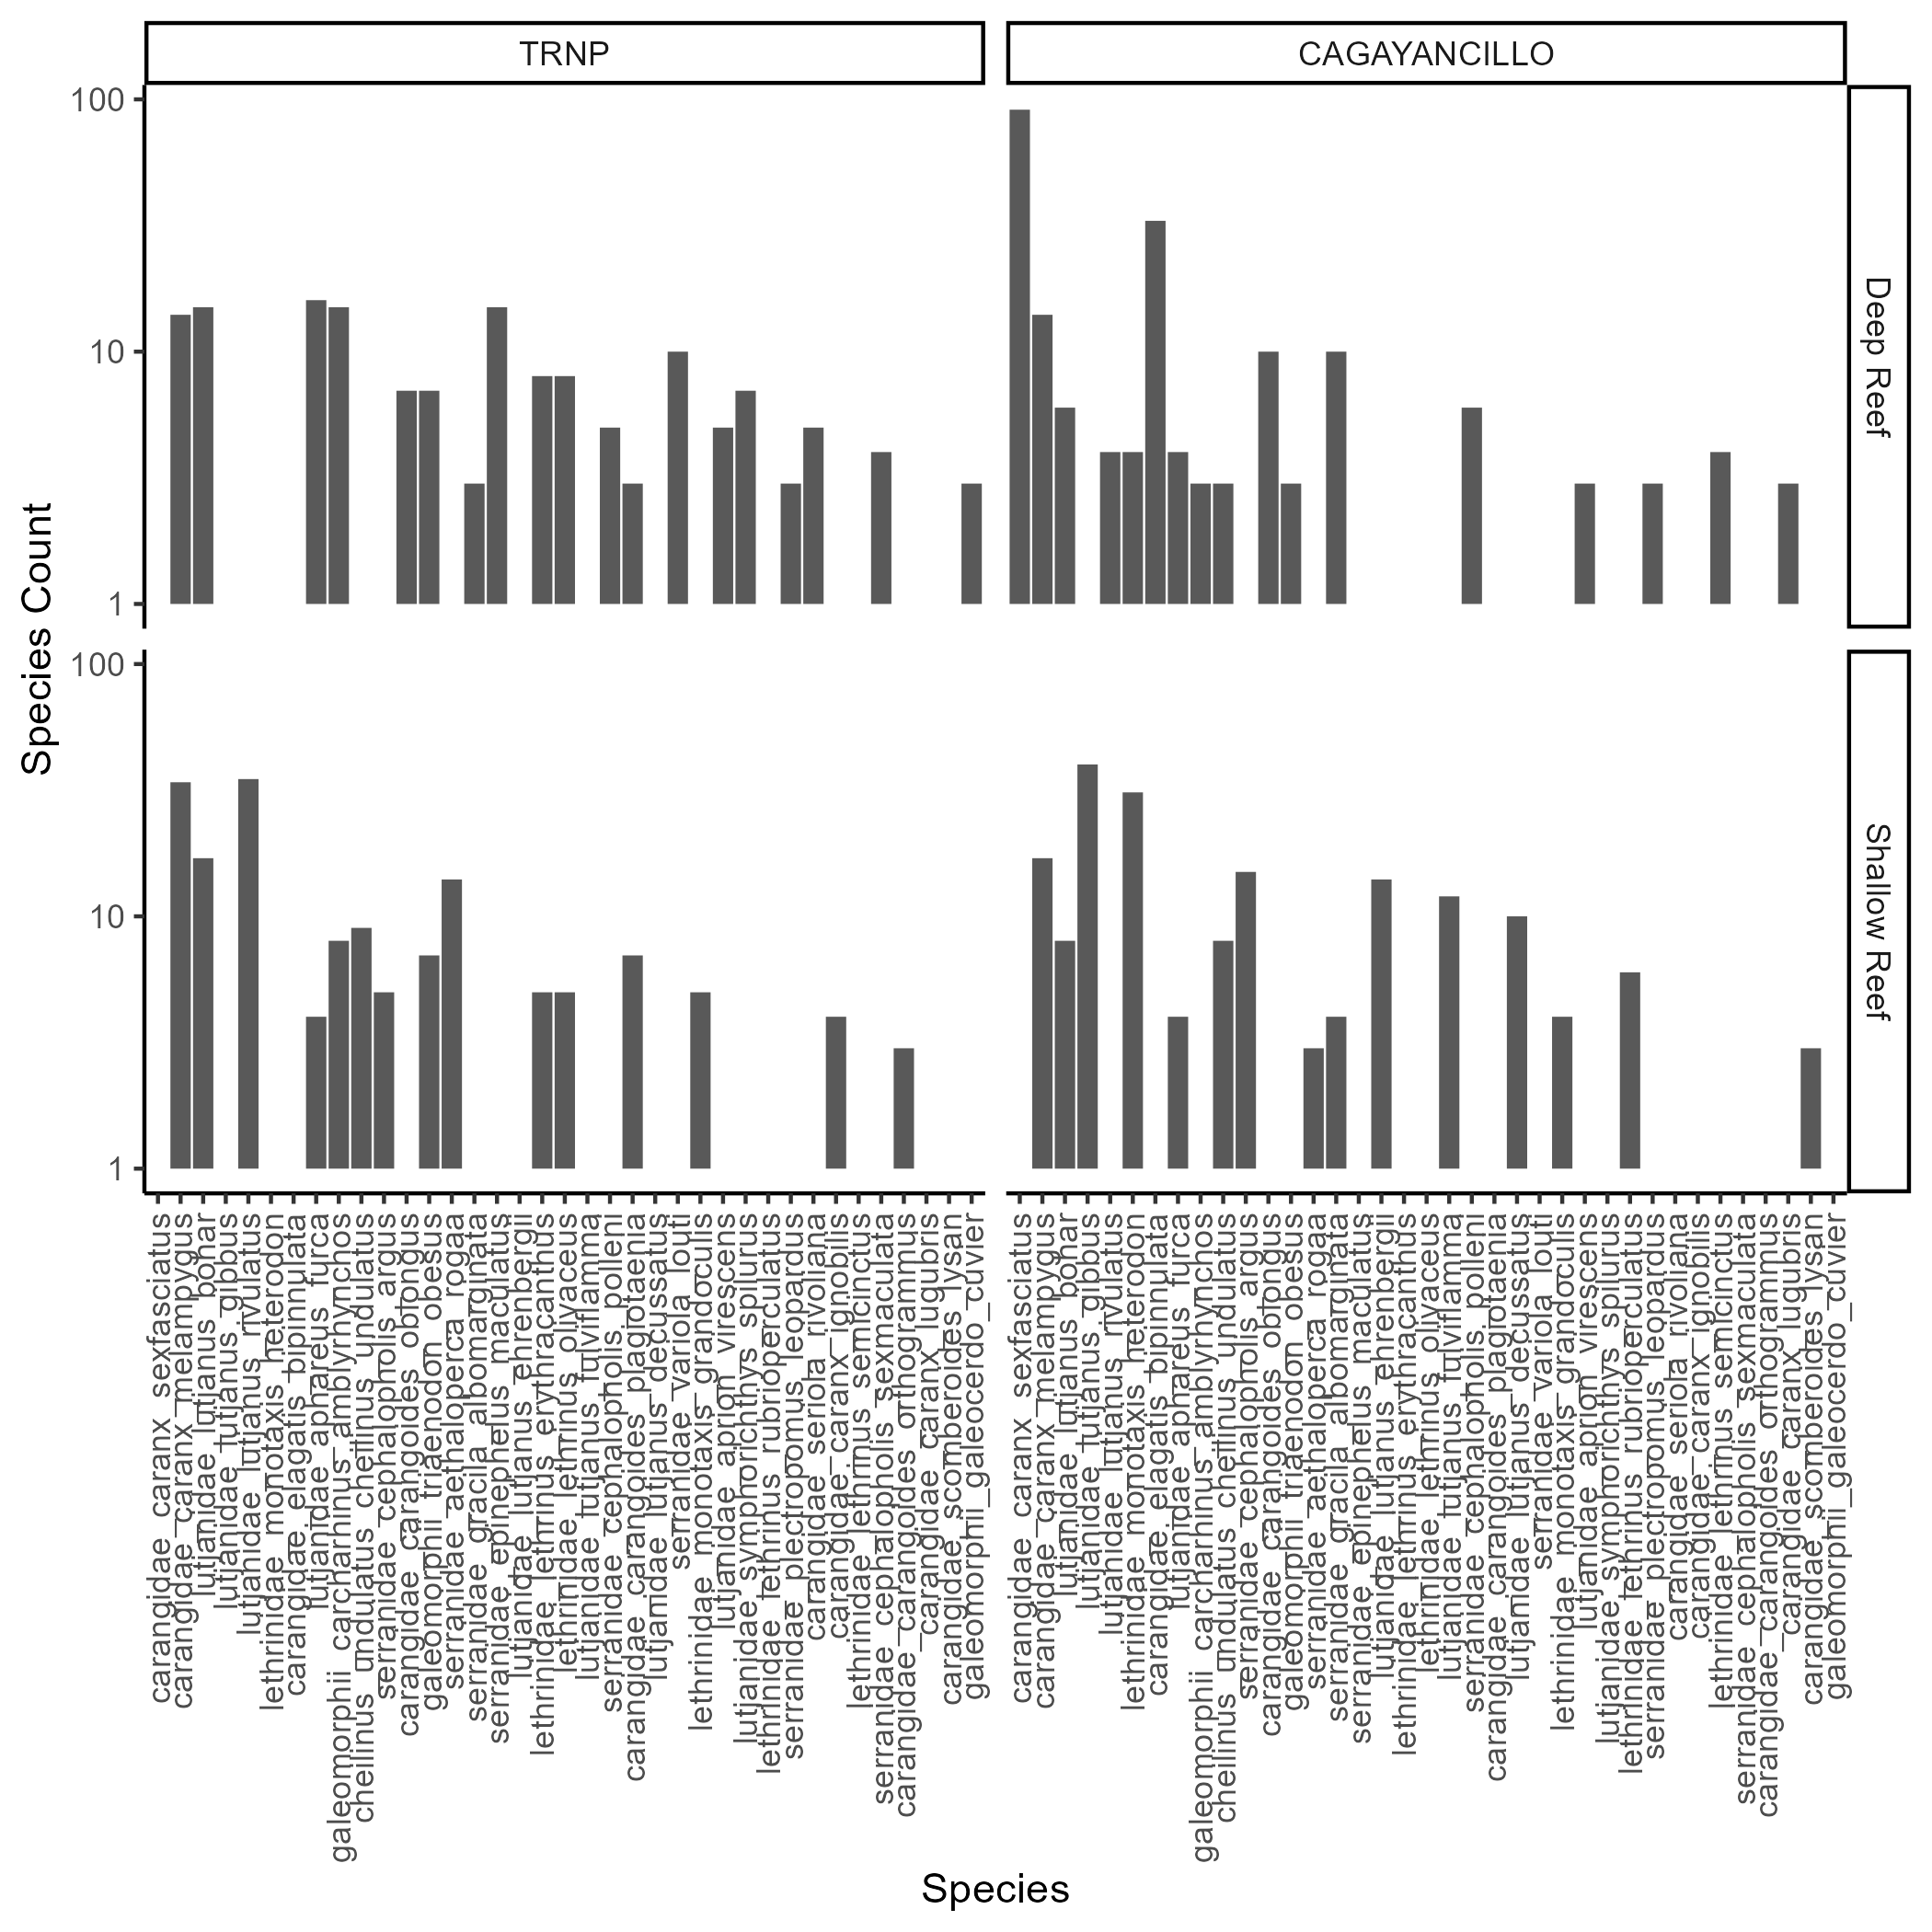 TRNP
CAGAYANCILLO
100
10
1
Deep Reef
Species Count
100
10
1
Shallow Reef
carangidae_caranx_sexfasciatus
carangidae_caranx_melampygus
lutjanidae_lutjanus_bohar
lutjanidae_lutjanus_gibbus
lutjanidae_lutjanus_rivulatus
lethrinidae_monotaxis_heterodon
carangidae_elagatis_bipinnulata
lutjanidae_aphareus_furca
galeomorphii_carcharhinus_amblyrhynchos
cheilinus_undulatus_cheilinus_undulatus
serranidae_cephalopholis_argus
carangidae_carangoides_oblongus
galeomorphii_triaenodon_obesus
serranidae_aethaloperca_rogaa
serranidae_gracila_albomarginata
serranidae_epinephelus_maculatus
lutjanidae_lutjanus_ehrenbergii
lethrinidae_lethrinus_erythracanthus
lethrinidae_lethrinus_olivaceus
lutjanidae_lutjanus_fulviflamma
serranidae_cephalopholis_polleni
carangidae_carangoides_plagiotaenia
lutjanidae_lutjanus_decussatus
serranidae_variola_louti
lethrinidae_monotaxis_grandoculis
lutjanidae_aprion_virescens
lutjanidae_symphorichthys_spilurus
lethrinidae_lethrinus_rubrioperculatus
serranidae_plectropomus_leopardus
carangidae_seriola_rivoliana
carangidae_caranx_ignobilis
lethrinidae_lethrinus_semicinctus
serranidae_cephalopholis_sexmaculata
carangidae_carangoides_orthogrammus
carangidae_caranx_lugubris
carangidae_scomberoides_lysan
galeomorphii_galeocerdo_cuvier
carangidae_caranx_sexfasciatus
carangidae_caranx_melampygus
lutjanidae_lutjanus_bohar
lutjanidae_lutjanus_gibbus
lutjanidae_lutjanus_rivulatus
lethrinidae_monotaxis_heterodon
carangidae_elagatis_bipinnulata
lutjanidae_aphareus_furca
galeomorphii_carcharhinus_amblyrhynchos
cheilinus_undulatus_cheilinus_undulatus
serranidae_cephalopholis_argus
carangidae_carangoides_oblongus
galeomorphii_triaenodon_obesus
serranidae_aethaloperca_rogaa
serranidae_gracila_albomarginata
serranidae_epinephelus_maculatus
lutjanidae_lutjanus_ehrenbergii
lethrinidae_lethrinus_erythracanthus
lethrinidae_lethrinus_olivaceus
lutjanidae_lutjanus_fulviflamma
serranidae_cephalopholis_polleni
carangidae_carangoides_plagiotaenia
lutjanidae_lutjanus_decussatus
serranidae_variola_louti
lethrinidae_monotaxis_grandoculis
lutjanidae_aprion_virescens
lutjanidae_symphorichthys_spilurus
lethrinidae_lethrinus_rubrioperculatus
serranidae_plectropomus_leopardus
carangidae_seriola_rivoliana
carangidae_caranx_ignobilis
lethrinidae_lethrinus_semicinctus
serranidae_cephalopholis_sexmaculata
carangidae_carangoides_orthogrammus
carangidae_caranx_lugubris
carangidae_scomberoides_lysan
galeomorphii_galeocerdo_cuvier
Species